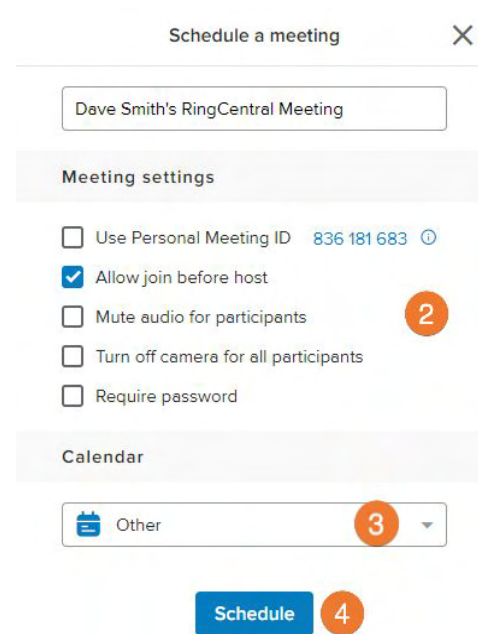 Schedule a meeting
Dave Smith's RingCentral Meeting
Meeting settings
Use Personal Meeting ID 836 181 683
Allow join before host
Mute audio for participants
2
Turn off camera for all participants
Require password
Calendar
Other 3
Schedule 4